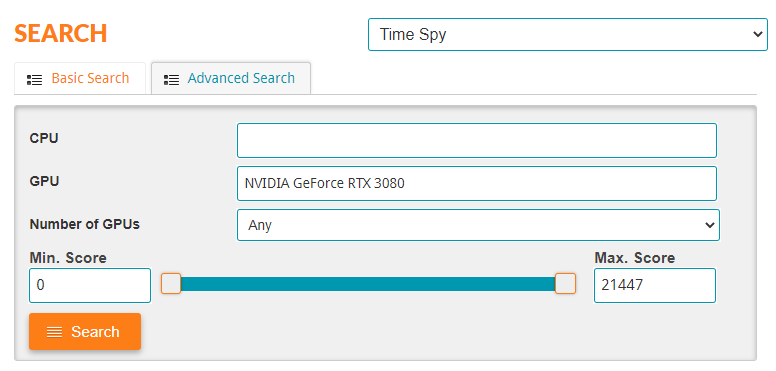 SEARCH
Time Spy
Basic Search
Advanced Search
CPU
GPU
NVIDIA GeForce RTX 3080
Number of GPUs
Any
Min. Score
Max. Score
0
21447
Search